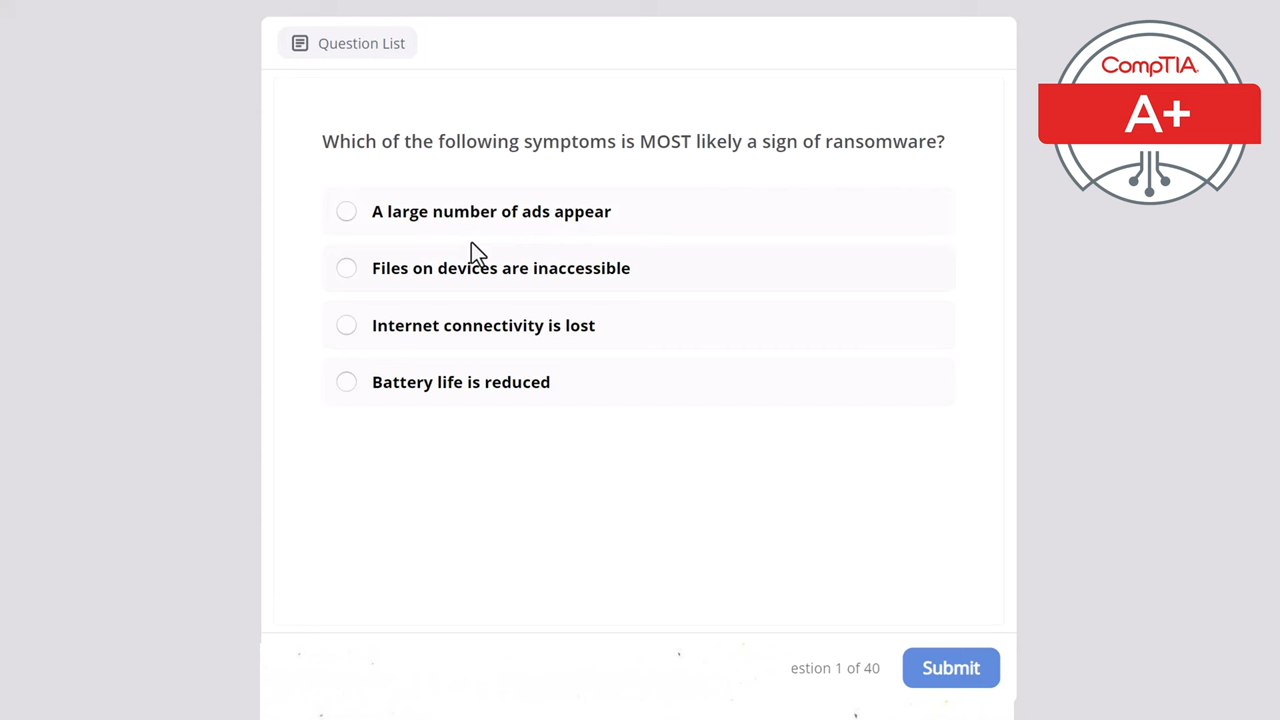 Question List
CompTIA
A+
Which of the following symptoms is MOST likely a sign of ransomware?
A large number of ads appear
Files on devices are inaccessible
Internet connectivity is lost
Battery life is reduced
estion 1 of 40
Submit